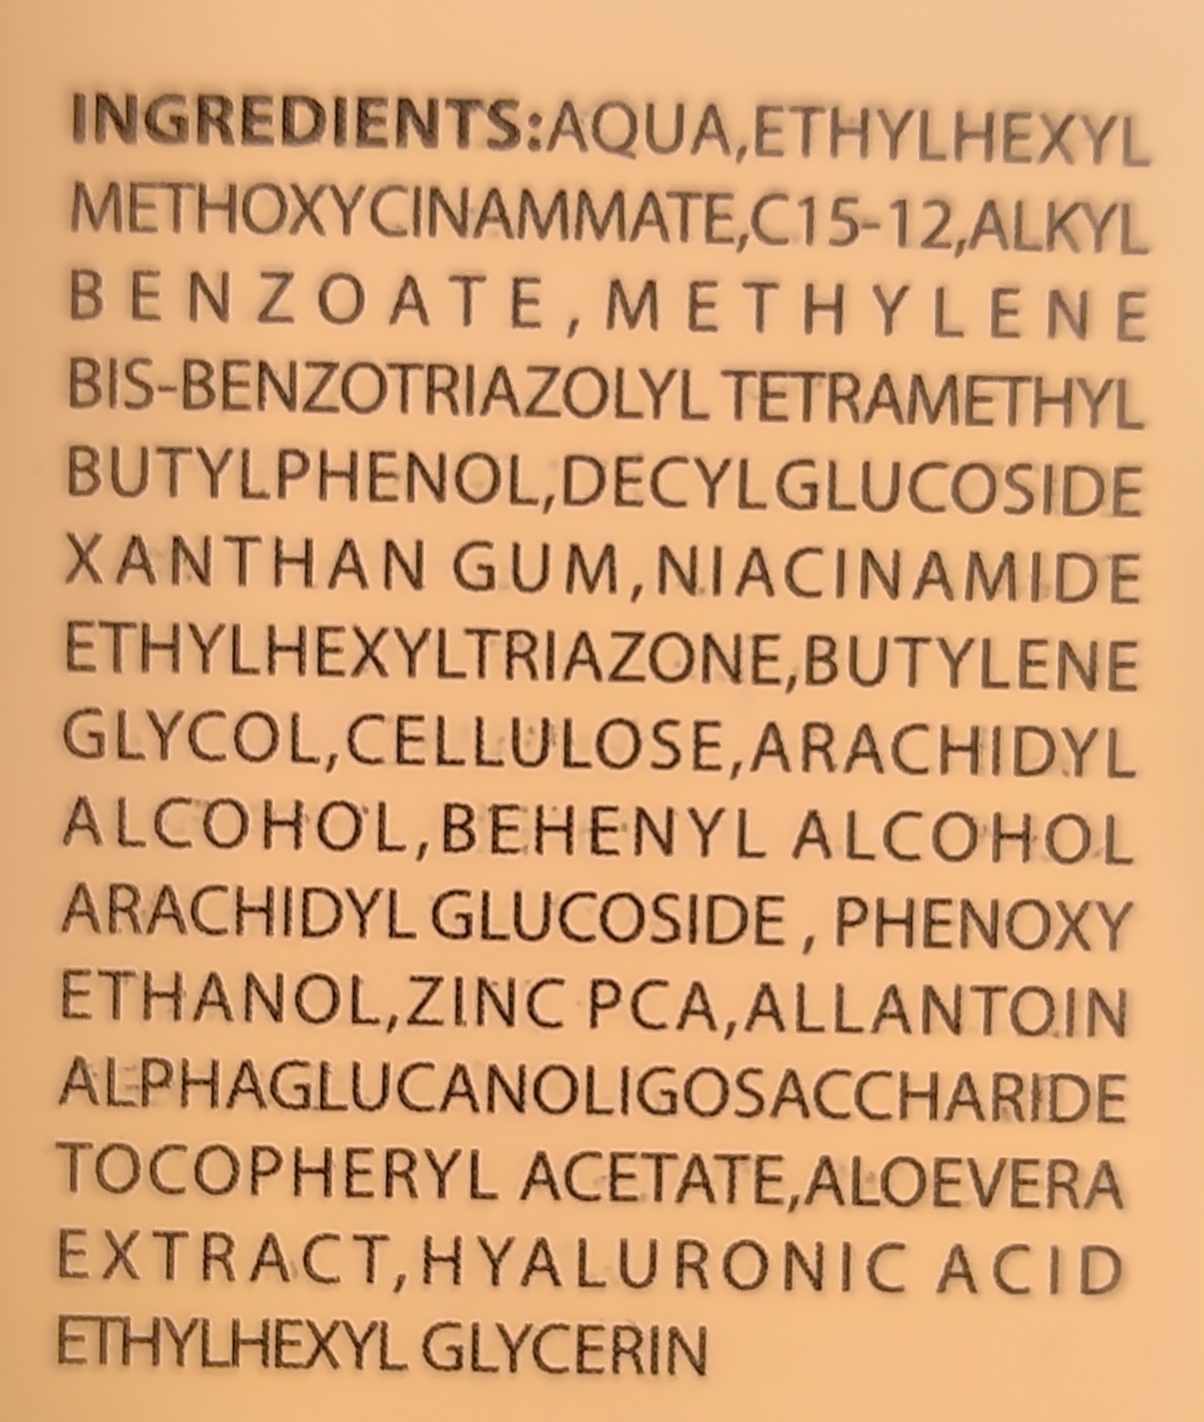 INGREDIENTS:AQUA,ETHYLHEXYL
METHOXYCINAMMATE,C15-12,ALKYL
BENZOATE,METHYLENE
BIS-BENZOTRIAZOLYL TETRAMETHYL
BUTYLPHENOL,DECYLGLUCOSIDE
XANTHAN GUM,NIACINAMIDE
ETHYLHEXYLTRIAZONE,BUTYLENE
GLYCOL,CELLULOSE,ARACHIDYL
ALCOHOL,BEHENYL ALCOHOL
ARACHIDYL GLUCOSIDE , PHENOXY
ETHANOL,ZINC PCA,ALLANTOIN
ALPHAGLUCANOLIGOSACCHARIDE
TOCOPHERYL ACETATE,ALOEVERA
EXTRACT,HYALURONIC ACID
ETHYLHEXYL GLYCERIN